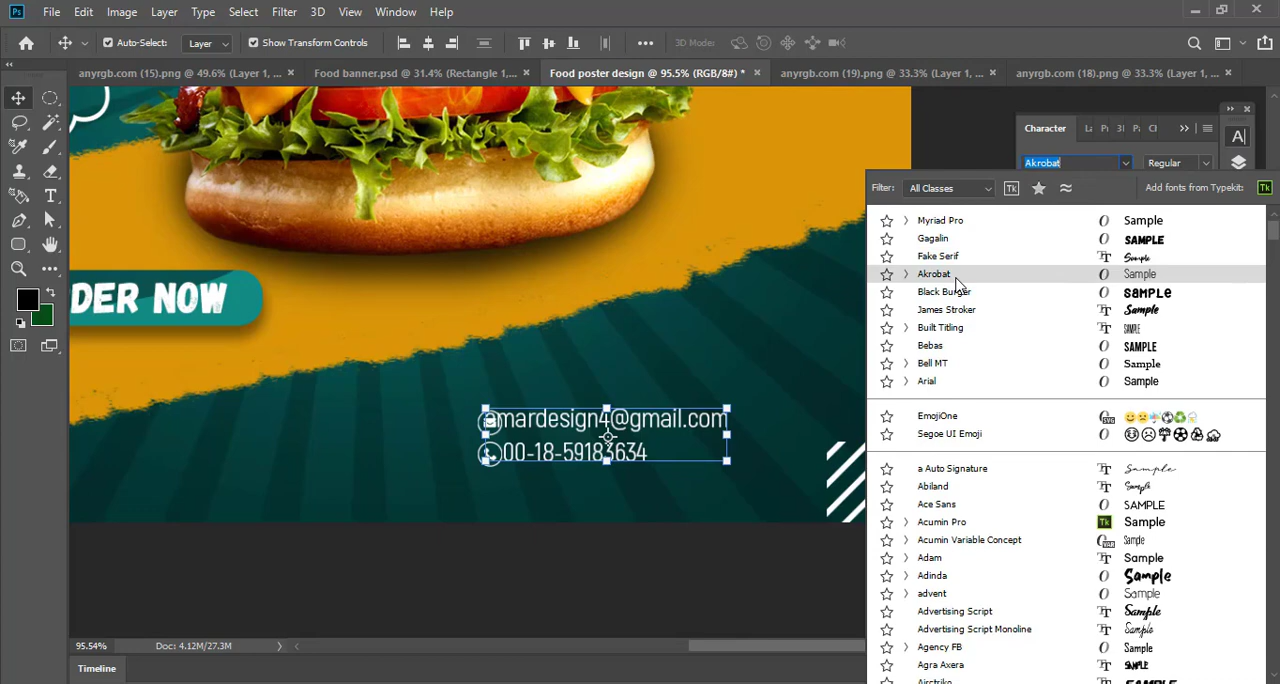 Ps File Edit Image Layer Type Select Filter 3D View Window Help
Auto-Select: Layer Show Transform Controls 3D Mode:
anyrgb.com (15).png @ 49.6% (Layer 1, ... Food banner.psd @ 31.4% (Rectangle 1,... Food poster design @ 95.5% (RGB/8#) * anyrgb.com (19).png @ 33.3% (Layer 1, ... anyrgb.com (18).png @ 33.3% (Layer 1, ...
Character
Akrobat Regular
Filter: All Classes Tk Add fonts from Typekit: Tk
Myriad Pro Sample
Gagalin SAMPLE
Fake Serif Sample
Akrobat Sample
Black Burger SAMPLE
James Stroker Sample
Built Titling SAMPLE
Bebas SAMPLE
Bell MT Sample
Arial Sample
EmojiOne
Segoe UI Emoji
a Auto Signature Sample
Abiland Sample
Ace Sans SAMPLE
Acumin Pro Tk Sample
Acumin Variable Concept Sample
Adam Sample
Adinda Sample
advent Sample
Advertising Script Sample
Advertising Script Monoline Sample
Agency FB Sample
Agra Axera SAMPLE
DER NOW
amardesign4@gmail.com
00-18-59183634
95.54% Doc: 4.12M/27.3M
Timeline